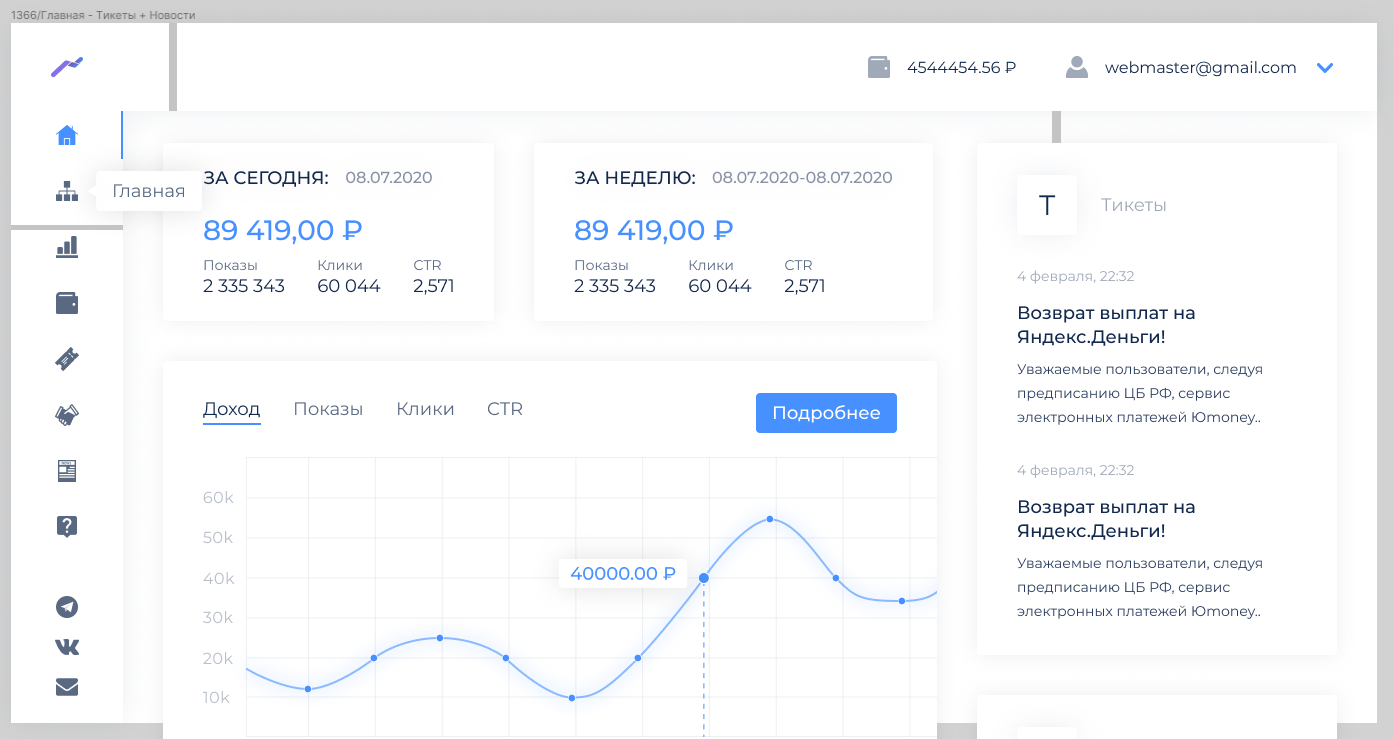 1366/Главная - Тикеты + Новости
4544454.56 ₽
webmaster@gmail.com
Главная
ЗА СЕГОДНЯ: 08.07.2020
89 419,00 ₽
Показы Клики CTR
2 335 343 60 044 2,571
ЗА НЕДЕЛЮ: 08.07.2020-08.07.2020
89 419,00 ₽
Показы Клики CTR
2 335 343 60 044 2,571
Доход Показы Клики CTR
Подробнее
60k
50k
40k
30k
20k
10k
40000.00 ₽
Т Тикеты
4 февраля, 22:32
Возврат выплат на
Яндекс.Деньги!
Уважаемые пользователи, следуя
предписанию ЦБ РФ, сервис
электронных платежей Юmoney..
4 февраля, 22:32
Возврат выплат на
Яндекс.Деньги!
Уважаемые пользователи, следуя
предписанию ЦБ РФ, сервис
электронных платежей Юmoney..